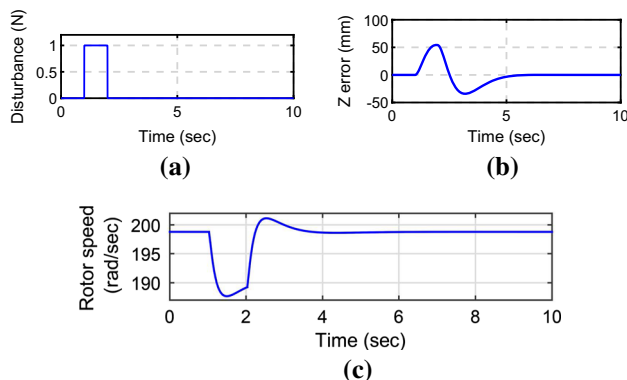 Disturbance (N)
1
0.5
0
0
5
10
Time (sec)
(a)
Z error (mm)
100
50
0
-50
0
5
10
Time (sec)
(b)
Rotor speed
(rad/sec)
200
195
190
0
2
4
6
8
10
Time (sec)
(c)